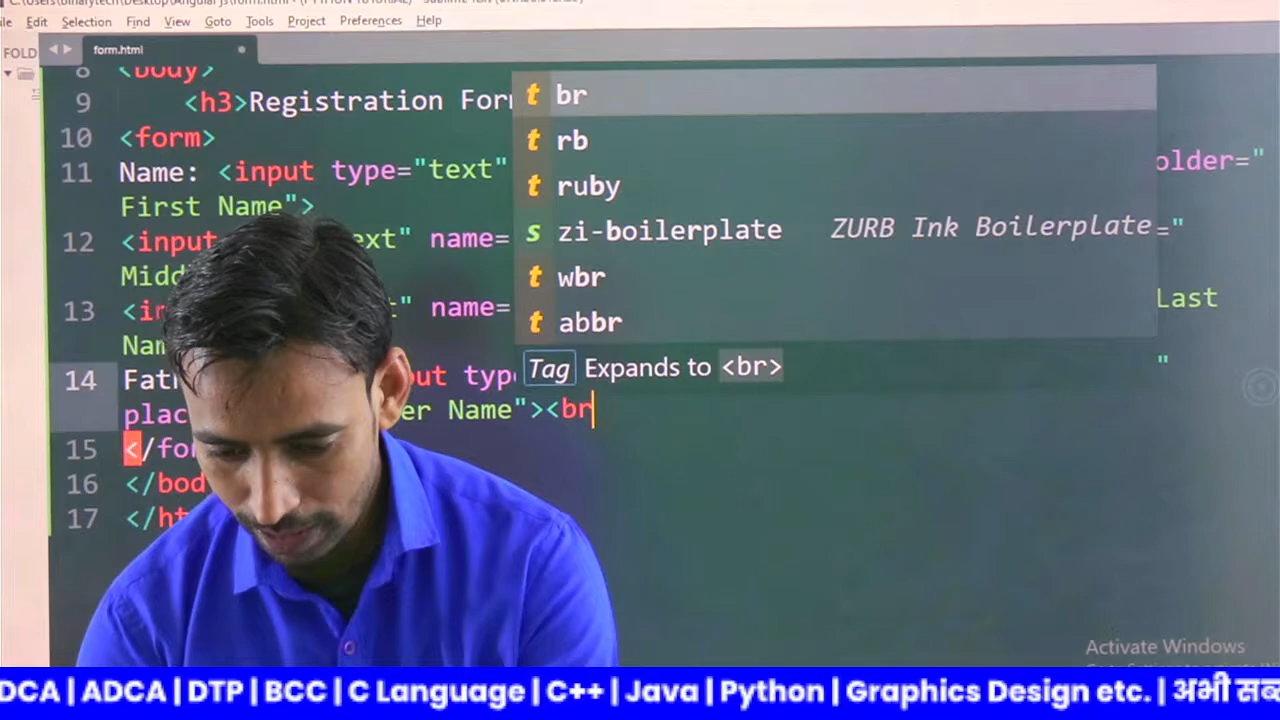 Edit Selection Find View Goto Tools Project Preferences Help
FOLD
form.html
8 <body>
9 <h3>Registration For
10 <form>
11 Name: <input type="text" older="
First Name">
12 <input ext" name= ="
Midd
13 <in " name= Last
Nam
14 Fath out typ "
plac er Name"><br
15 </for
16 </bod
17 </ht
br
rb
ruby
zi-boilerplate ZURB Ink Boilerplate
wbr
abbr
Tag Expands to <br>
Activate Windows
DCA | ADCA | DTP | BCC | C Language | C++ | Java | Python | Graphics Design etc. | अभी सब